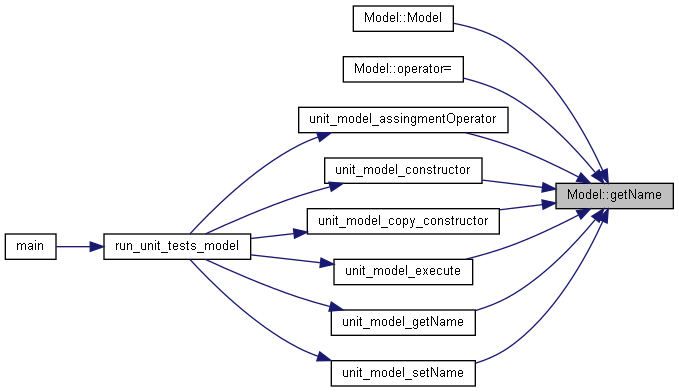 Model::Model
Model::operator=
unit_model_assingmentOperator
unit_model_constructor
Model::getName
unit_model_copy_constructor
main
run_unit_tests_model
unit_model_execute
unit_model_getName
unit_model_setName